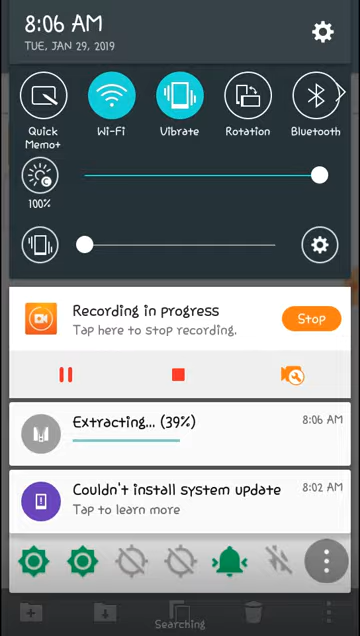 8:06 AM
TUE, JAN 29, 2019
Quick Memo+
Wi-Fi
Vibrate
Rotation
Bluetooth
100%
Recording in progress
Tap here to stop recording.
Stop
Extracting... (39%)
8:06 AM
Couldn't install system update
8:02 AM
Tap to learn more
Searching